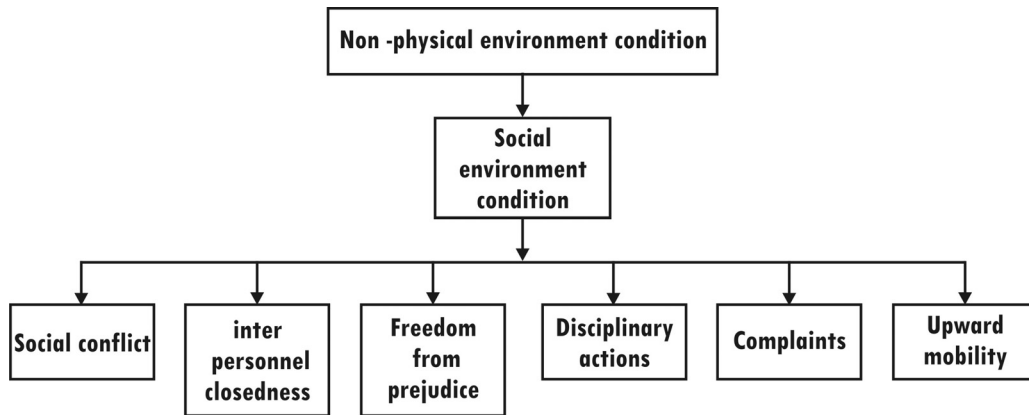 Non -physical environment condition
Social
environment
condition
Social conflict
inter
personnel
closedness
Freedom
from
prejudice
Disciplinary
actions
Complaints
Upward
mobility